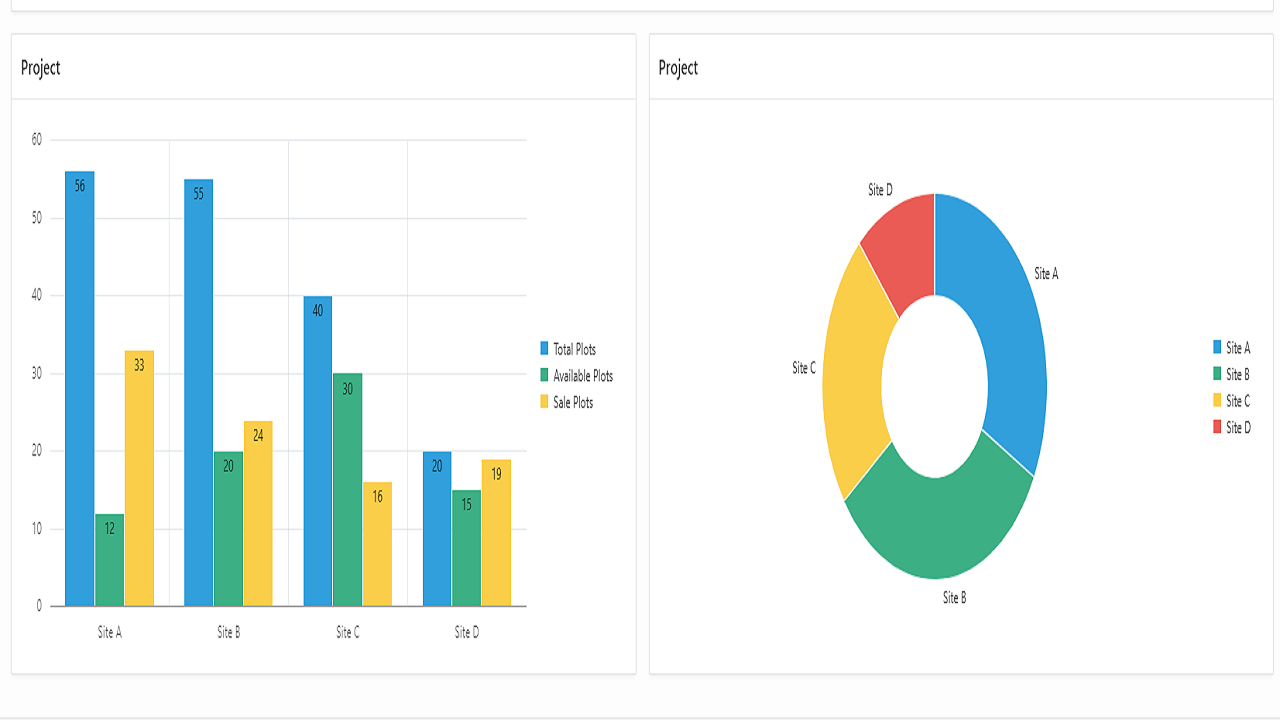 Project
60
50
40
30
20
10
0
56
12
33
55
20
24
40
30
16
20
15
19
Site A
Site B
Site C
Site D
Total Plots
Available Plots
Sale Plots
Project
Site D
Site A
Site C
Site B
Site A
Site B
Site C
Site D